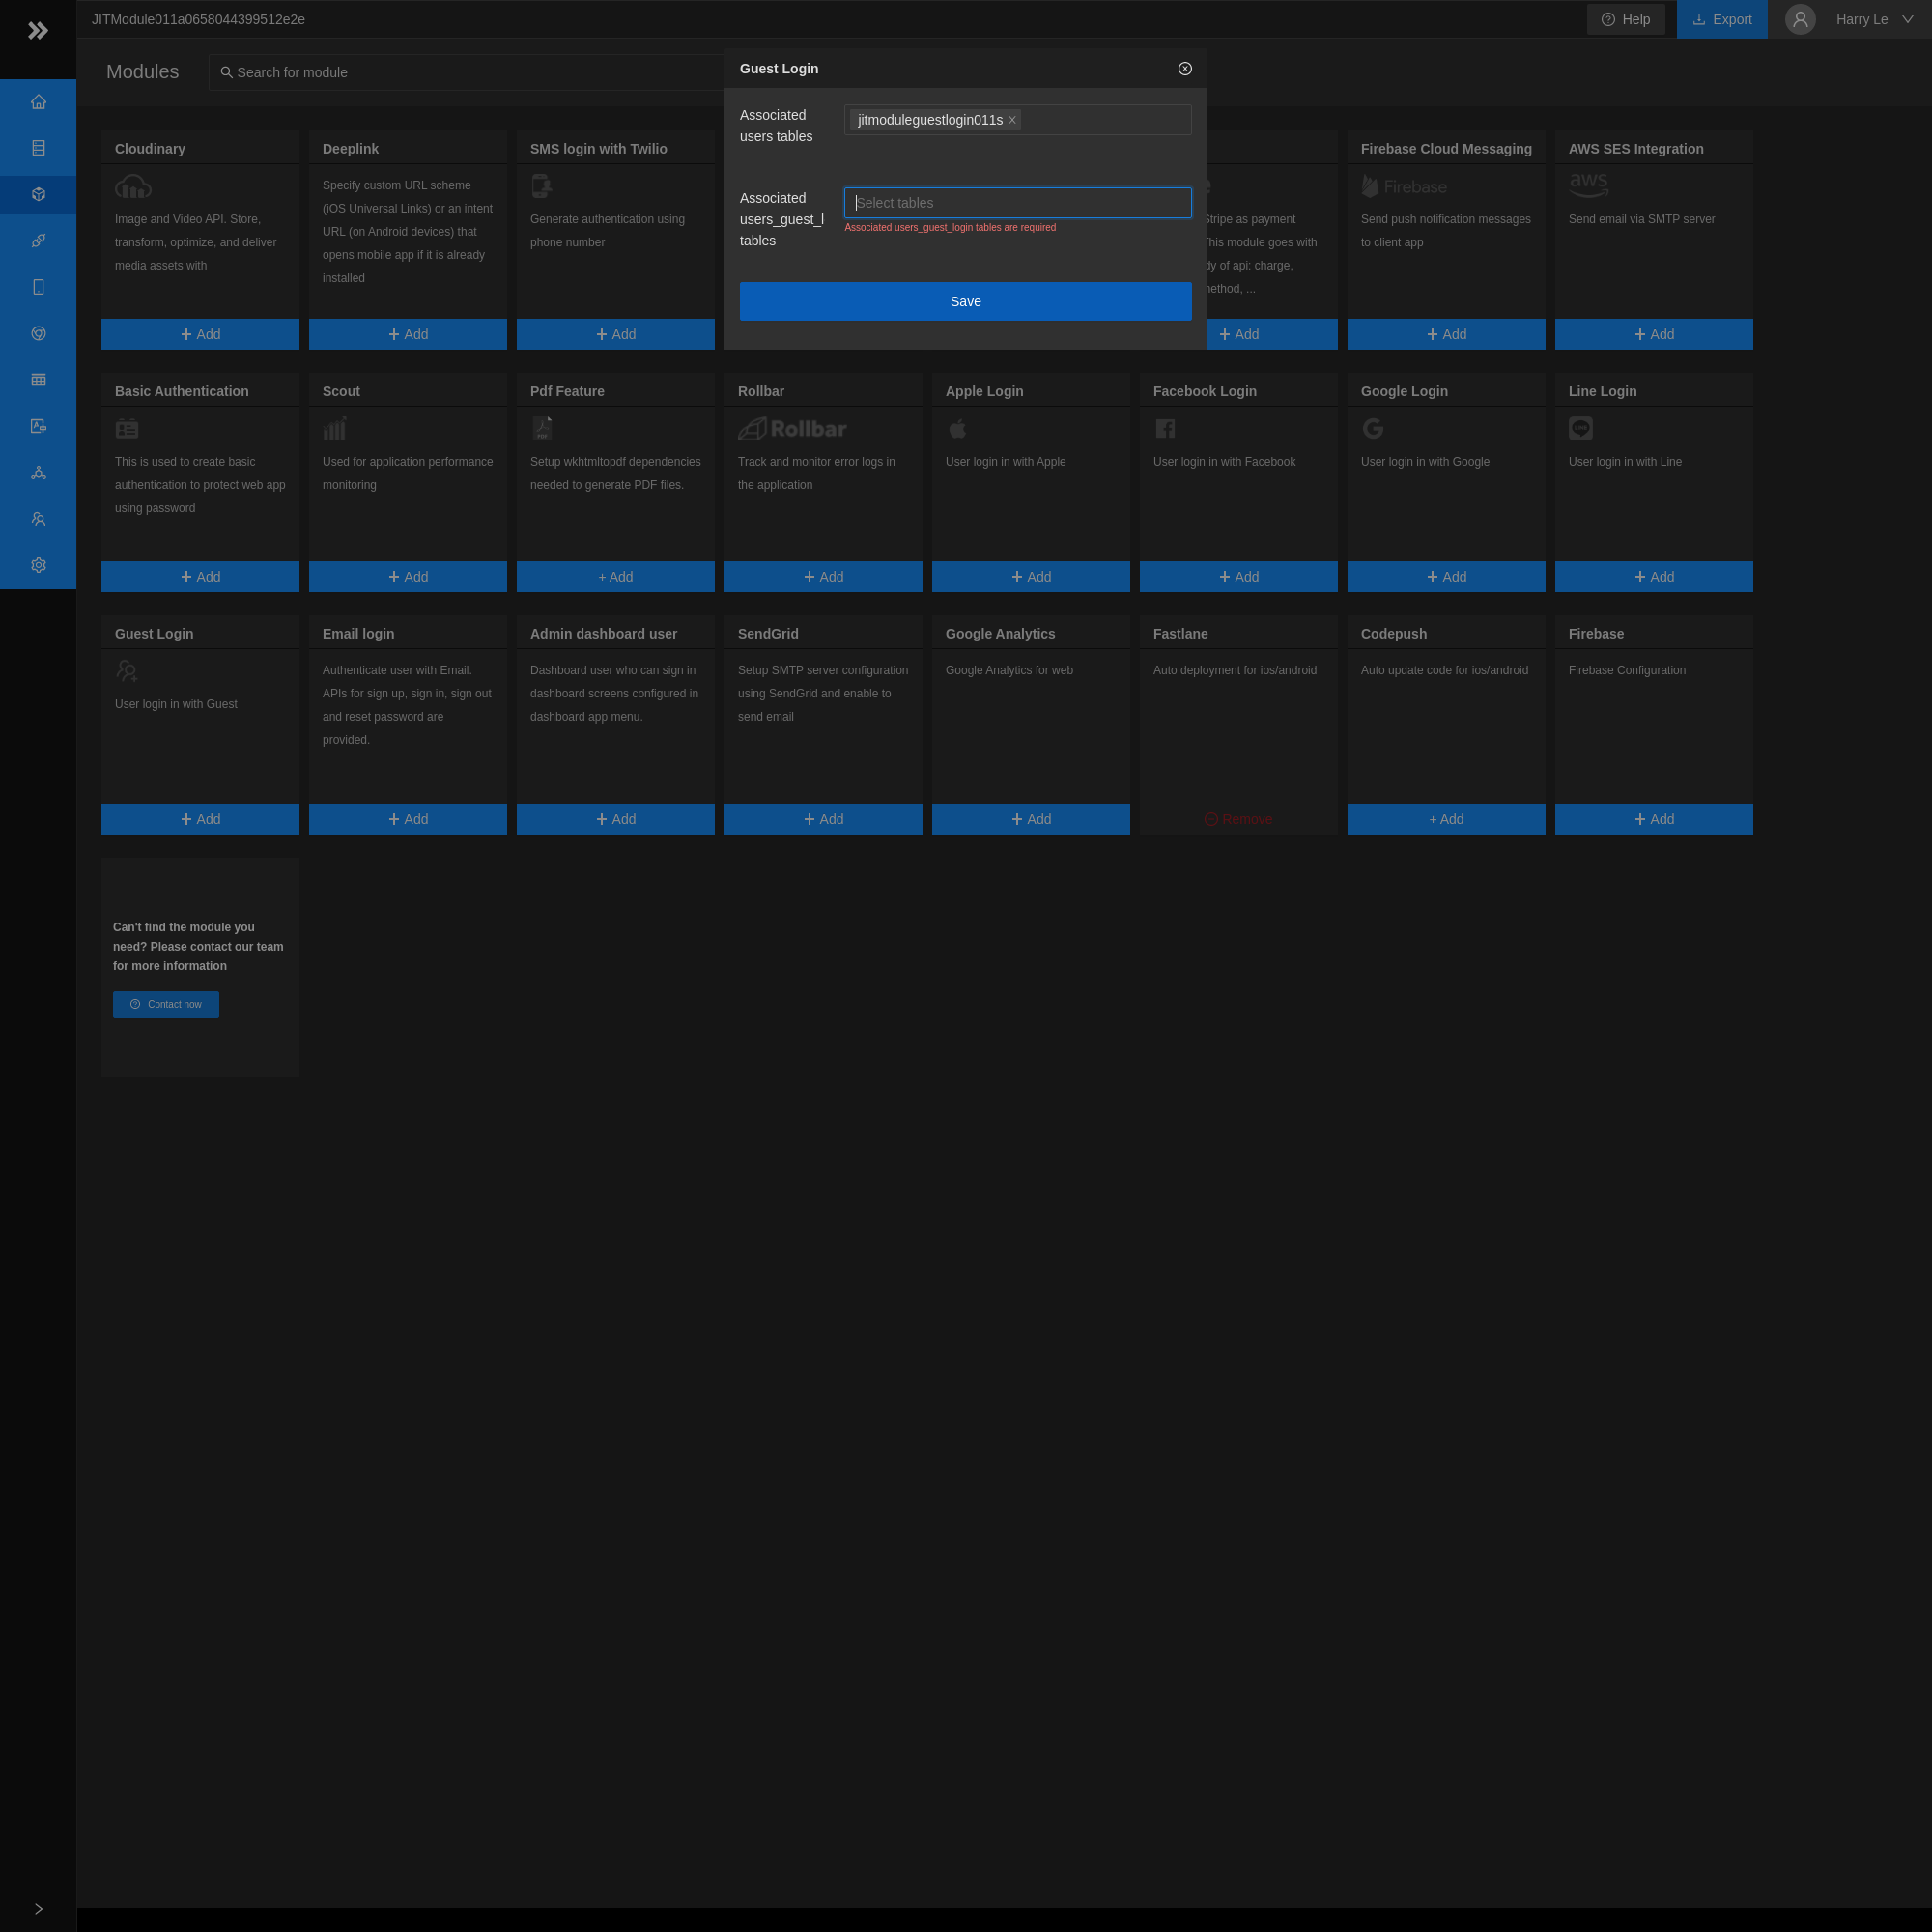 JITModule011a0658044399512e2e
Help
Export
Harry Le
Modules
Search for module
Guest Login
Associated
users tables
jitmoduleguestlogin011s
Associated
users_guest_l
tables
Select tables
Associated users_guest_login tables are required
Save
Cloudinary
Image and Video API. Store,
transform, optimize, and deliver
media assets with
+ Add
Deeplink
Specify custom URL scheme
(iOS Universal Links) or an intent
URL (on Android devices) that
opens mobile app if it is already
installed
+ Add
SMS login with Twilio
Generate authentication using
phone number
+ Add
Stripe as payment
This module goes with
of api: charge,
method, ...
+ Add
Firebase Cloud Messaging
Firebase
Send push notification messages
to client app
+ Add
AWS SES Integration
aws
Send email via SMTP server
+ Add
Basic Authentication
This is used to create basic
authentication to protect web app
using password
+ Add
Scout
Used for application performance
monitoring
+ Add
Pdf Feature
PDF
Setup wkhtmltopdf dependencies
needed to generate PDF files.
+ Add
Rollbar
Rollbar
Track and monitor error logs in
the application
+ Add
Apple Login
User login in with Apple
+ Add
Facebook Login
User login in with Facebook
+ Add
Google Login
User login in with Google
+ Add
Line Login
LINE
User login in with Line
+ Add
Guest Login
User login in with Guest
+ Add
Email login
Authenticate user with Email.
APIs for sign up, sign in, sign out
and reset password are
provided.
+ Add
Admin dashboard user
Dashboard user who can sign in
dashboard screens configured in
dashboard app menu.
+ Add
SendGrid
Setup SMTP server configuration
using SendGrid and enable to
send email
+ Add
Google Analytics
Google Analytics for web
+ Add
Fastlane
Auto deployment for ios/android
Remove
Codepush
Auto update code for ios/android
+ Add
Firebase
Firebase Configuration
+ Add
Can't find the module you
need? Please contact our team
for more information
Contact now